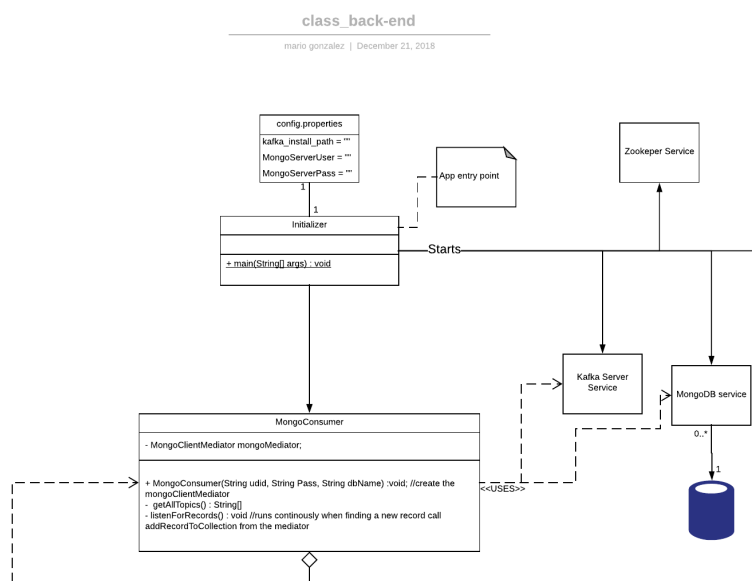 class_back-end
mario gonzalez | December 21, 2018
config.properties
kafka_install_path = ""
MongoServerUser = ""
MongoServerPass = ""
1
1
App entry point
Zookeper Service
Initializer
+ main(String[] args) : void
Starts
Kafka Server
Service
MongoDB service
0..*
1
MongoConsumer
- MongoClientMediator mongoMediator;
+ MongoConsumer(String udid, String Pass, String dbName) :void; //create the
mongoClientMediator
- getAllTopics() : String[]
- listenForRecords() : void //runs continously when finding a new record call
addRecordToCollection from the mediator
<<USES>>